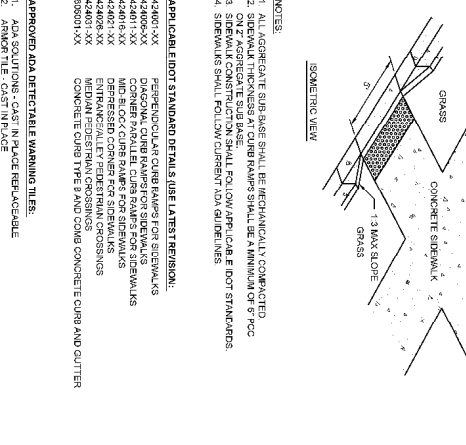 GRASS
CONCRETE SIDEWALK
5'
6'
1:3 MAX SLOPE
GRASS
ISOMETRIC VIEW
NOTES:
1. ALL AGGREGATE SUB-BASE SHALL BE MECHANICALLY COMPACTED.
2. SIDEWALK THICKNESS AT CURB RAMPS SHALL BE A MINIMUM OF 6" PCC
ON 2" AGGREGATE SUB BASE.
3. SIDEWALK CONSTRUCTION SHALL FOLLOW APPLICABLE IDOT STANDARDS.
4. SIDEWALKS SHALL FOLLOW CURRENT ADA GUIDELINES.
APPLICABLE IDOT STANDARD DETAILS (USE LATEST REVISION:
424001-XX PERPENDICULAR CURB RAMPS FOR SIDEWALKS
424006-XX DIAGONAL CURB RAMPS FOR SIDEWALKS
424011-XX CORNER PARALLEL CURB RAMPS FOR SIDEWALKS
424016-XX MID-BLOCK CURB RAMPS FOR SIDEWALKS
424021-XX DEPRESSED CORNER FOR SIDEWALKS
424026-XX ENTRANCE/ALLEY PEDESTRIAN CROSSINGS
424031-XX MEDIAN PEDESTRIAN CROSSINGS
606001-XX CONCRETE CURB TYPE B AND COMB CONCRETE CURB AND GUTTER
APPROVED ADA DETECTABLE WARNING TILES:
1. ADA SOLUTIONS - CAST IN PLACE REPLACEABLE
2. ARMOR TILE - CAST IN PLACE